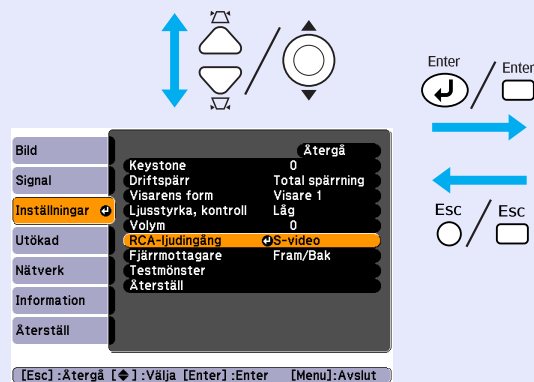 Enter
Enter
Esc
Esc
Bild
Signal
Inställningar
Utökad
Nätverk
Information
Återställ
Återgå
Keystone 0
Driftspärr Total spärrning
Visarens form Visare 1
Ljusstyrka, kontroll Låg
Volym 0
RCA-ljudingång S-video
Fjärrmottagare Fram/Bak
Testmönster
Återställ
[Esc] :Återgå [ ] :Välja [Enter] :Enter [Menu]:Avslut